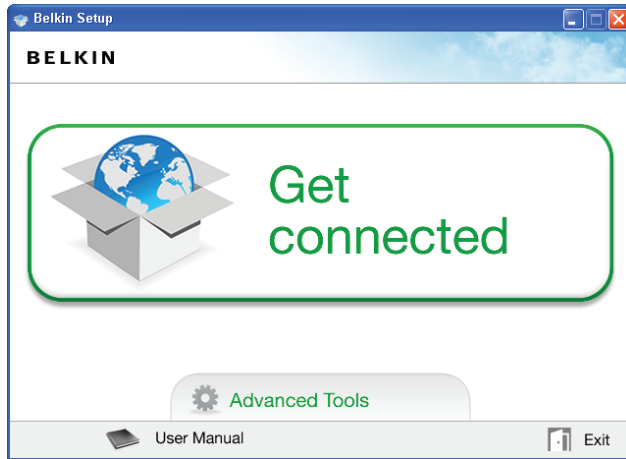 Belkin Setup
BELKIN
Get
connected
Advanced Tools
User Manual
Exit